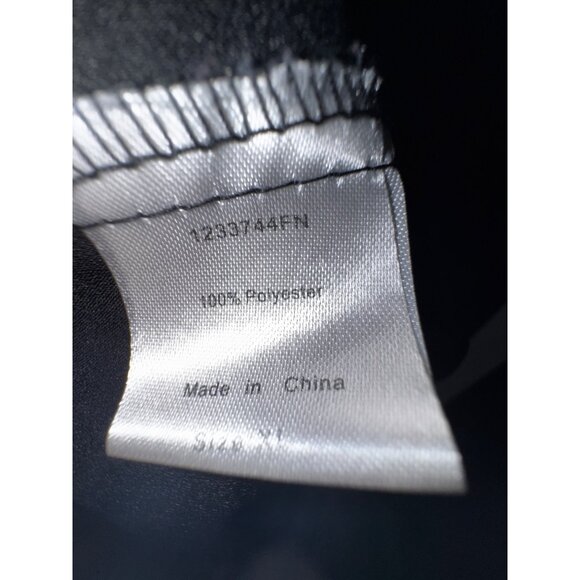 1233744FN
100% Polyester
Made in China
Size XL